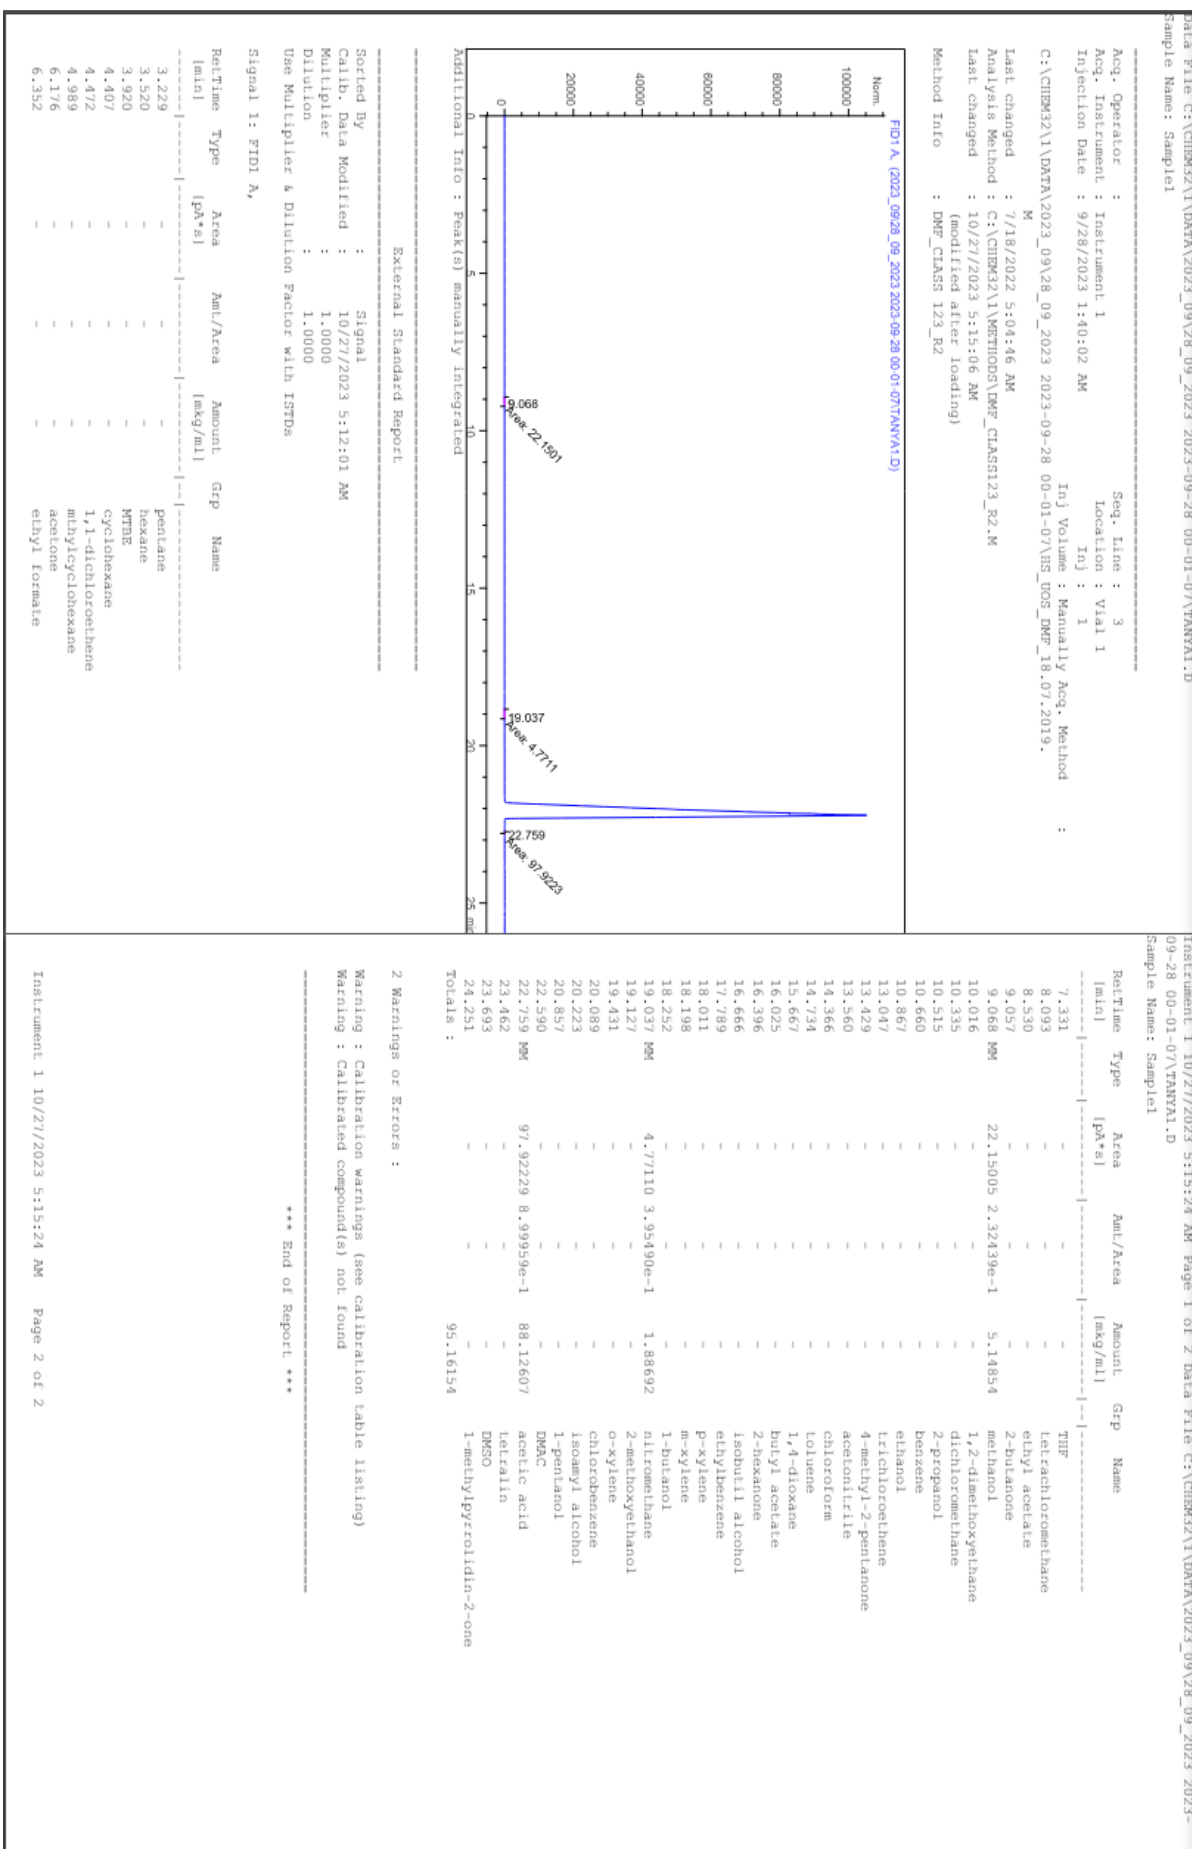 Data File C:\CHEM32\1\DATA\2023_09\28_09_2023 2023-09-28 00-01-07\TANYA1.D
Sample Name: Sample1
Acq. Operator : Seq. Line : 3
Acq. Instrument : Instrument 1 Location : Vial 1
Injection Date : 9/28/2023 1:40:02 AM Inj : 1
Inj Volume : Manually Acq. Method :
C:\CHEM32\1\DATA\2023_09\28_09_2023 2023-09-28 00-01-07\HS_UOS_DMF_18.07.2019.
M
Last changed : 7/18/2022 5:04:46 AM
Analysis Method : C:\CHEM32\1\METHODS\DMF_CLASS123_R2.M
Last changed : 10/27/2023 5:15:06 AM
(modified after loading)
Method Info : DMF_CLASS 123_R2
FID1 A, (2023_09\28_09_2023 2023-09-28 00-01-07\TANYA1.D)
Norm.
100000
80000
60000
40000
20000
0
9.068
Area: 22.1501
19.037
Area: 4.7711
22.759
Area: 97.9223
0 5 10 15 20 25 min
Additional Info : Peak(s) manually integrated
External Standard Report
Sorted By : Signal
Calib. Data Modified : 10/27/2023 5:12:01 AM
Multiplier : 1.0000
Dilution : 1.0000
Use Multiplier & Dilution Factor with ISTDs
Signal 1: FID1 A,
RetTime Type Area Amt/Area Amount Grp Name
[min] [pA*s] [mkg/ml]
3.229 - - - pentane
3.520 - - - hexane
3.920 - - - MTBE
4.407 - - - cyclohexane
4.472 - - - 1,1-dichloroethene
4.989 - - - mthylcyclohexane
6.176 - - - acetone
6.352 - - - ethyl formate
Instrument 1 10/27/2023 5:15:24 AM Page 1 of 2 Data File C:\CHEM32\1\DATA\2023_09\28_09_2023 2023-
09-28 00-01-07\TANYA1.D
Sample Name: Sample1
RetTime Type Area Amt/Area Amount Grp Name
[min] [pA*s] [mkg/ml]
7.331 - - - THF
8.093 - - - tetrachloromethane
8.530 - - - ethyl acetate
9.057 - - - 2-butanone
9.068 MM 22.15005 2.32439e-1 5.14854 methanol
10.016 - - - 1,2-dimethoxyethane
10.335 - - - dichloromethane
10.515 - - - 2-propanol
10.660 - - - benzene
10.867 - - - ethanol
13.047 - - - trichloroethene
13.429 - - - 4-methyl-2-pentanone
13.560 - - - acetonitrile
14.366 - - - chloroform
14.734 - - - toluene
15.667 - - - 1,4-dioxane
16.025 - - - butyl acetate
16.396 - - - 2-hexanone
16.666 - - - isobutil alcohol
17.789 - - - ethylbenzene
18.011 - - - p-xylene
18.198 - - - m-xylene
18.252 - - - 1-butanol
19.037 MM 4.77110 3.95490e-1 1.88692 nitromethane
19.127 - - - 2-methoxyethanol
19.431 - - - o-xylene
20.089 - - - chlorobenzene
20.223 - - - isoamyl alcohol
20.857 - - - 1-pentanol
22.590 - - - DMAC
22.759 MM 97.92229 8.99959e-1 88.12607 acetic acid
23.462 - - - tetralin
23.693 - - - DMSO
24.251 - - - 1-methylpyrrolidin-2-one
Totals : 95.16154
2 Warnings or Errors :
Warning : Calibration warnings (see calibration table listing)
Warning : Calibrated compound(s) not found
*** End of Report ***
Instrument 1 10/27/2023 5:15:24 AM Page 2 of 2